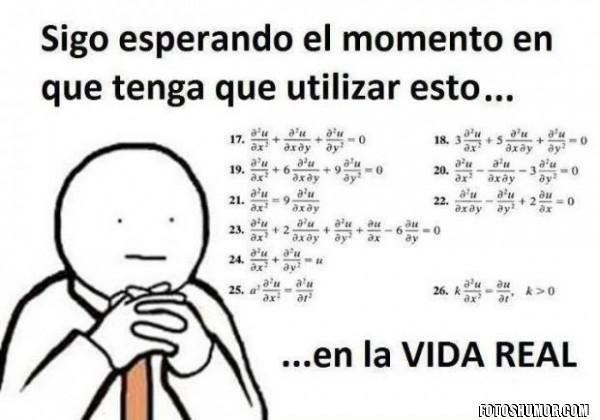 Sigo esperando el momento en
que tenga que utilizar esto...
17. ∂²u/∂x² + ∂²u/∂x∂y + ∂²u/∂y² = 0
18. 3 ∂²u/∂x² + 5 ∂²u/∂x∂y + ∂²u/∂y² = 0
19. ∂²u/∂x² + 6 ∂²u/∂x∂y + 9 ∂²u/∂y² = 0
20. ∂²u/∂x² − ∂²u/∂x∂y − 3 ∂²u/∂y² = 0
21. ∂²u/∂x² = 9 ∂²u/∂x∂y
22. ∂²u/∂x∂y − ∂²u/∂y² + 2 ∂u/∂x = 0
23. ∂²u/∂x² + 2 ∂²u/∂x∂y + ∂²u/∂y² + ∂u/∂x − 6 ∂u/∂y = 0
24. ∂²u/∂x² + ∂²u/∂y² = u
25. a² ∂²u/∂x² = ∂²u/∂t²
26. k ∂²u/∂x² = ∂u/∂t, k > 0
...en la VIDA REAL
FOTOSHUMOR.COM